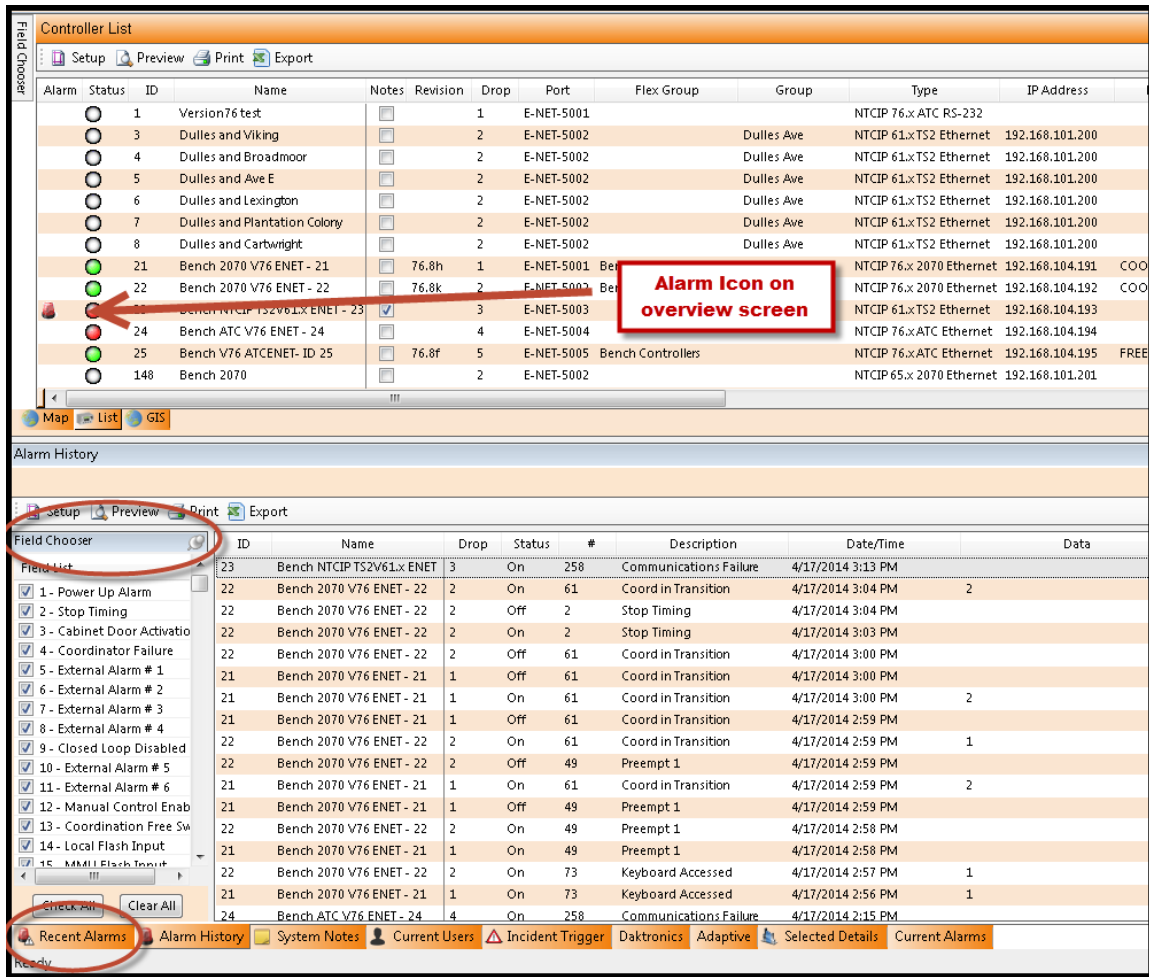 Field Chooser
Controller List
Setup Preview Print Export
Alarm Status ID Name Notes Revision Drop Port Flex Group Group Type IP Address
1 Version76 test 1 E-NET-5001 NTCIP 76.x ATC RS-232
3 Dulles and Viking 2 E-NET-5002 Dulles Ave NTCIP 61.x TS2 Ethernet 192.168.101.200
4 Dulles and Broadmoor 2 E-NET-5002 Dulles Ave NTCIP 61.x TS2 Ethernet 192.168.101.200
5 Dulles and Ave E 2 E-NET-5002 Dulles Ave NTCIP 61.x TS2 Ethernet 192.168.101.200
6 Dulles and Lexington 2 E-NET-5002 Dulles Ave NTCIP 61.x TS2 Ethernet 192.168.101.200
7 Dulles and Plantation Colony 2 E-NET-5002 Dulles Ave NTCIP 61.x TS2 Ethernet 192.168.101.200
8 Dulles and Cartwright 2 E-NET-5002 Dulles Ave NTCIP 61.x TS2 Ethernet 192.168.101.200
21 Bench 2070 V76 ENET - 21 76.8h 1 E-NET-5001 NTCIP 76.x 2070 Ethernet 192.168.104.191 COO
22 Bench 2070 V76 ENET - 22 76.8k 2 E-NET-5002 NTCIP 76.x 2070 Ethernet 192.168.104.192 COO
Bench NTCIP TS2V61.x ENET - 23 3 E-NET-5003 NTCIP 61.x TS2 Ethernet 192.168.104.193
24 Bench ATC V76 ENET - 24 4 E-NET-5004 NTCIP 76.x ATC Ethernet 192.168.104.194
25 Bench V76 ATCENET- ID 25 76.8f 5 E-NET-5005 Bench Controllers NTCIP 76.x ATC Ethernet 192.168.104.195 FREE
148 Bench 2070 2 E-NET-5002 NTCIP 65.x 2070 Ethernet 192.168.101.201
Alarm Icon on
overview screen
Map List GIS
Alarm History
Setup Preview Print Export
Field Chooser
Field List
1 - Power Up Alarm
2 - Stop Timing
3 - Cabinet Door Activatio
4 - Coordinator Failure
5 - External Alarm # 1
6 - External Alarm # 2
7 - External Alarm # 3
8 - External Alarm # 4
9 - Closed Loop Disabled
10 - External Alarm # 5
11 - External Alarm # 6
12 - Manual Control Enab
13 - Coordination Free Sw
14 - Local Flash Input
15 MMU Flash Input
Check All Clear All
ID Name Drop Status # Description Date/Time Data
23 Bench NTCIP TS2V61.x ENET 3 On 258 Communications Failure 4/17/2014 3:13 PM
22 Bench 2070 V76 ENET - 22 2 On 61 Coord in Transition 4/17/2014 3:04 PM 2
22 Bench 2070 V76 ENET - 22 2 Off 2 Stop Timing 4/17/2014 3:04 PM
22 Bench 2070 V76 ENET - 22 2 On 2 Stop Timing 4/17/2014 3:03 PM
22 Bench 2070 V76 ENET - 22 2 Off 61 Coord in Transition 4/17/2014 3:00 PM
21 Bench 2070 V76 ENET - 21 1 Off 61 Coord in Transition 4/17/2014 3:00 PM
21 Bench 2070 V76 ENET - 21 1 On 61 Coord in Transition 4/17/2014 3:00 PM 2
21 Bench 2070 V76 ENET - 21 1 Off 61 Coord in Transition 4/17/2014 2:59 PM
22 Bench 2070 V76 ENET - 22 2 On 61 Coord in Transition 4/17/2014 2:59 PM 1
22 Bench 2070 V76 ENET - 22 2 Off 49 Preempt 1 4/17/2014 2:59 PM
21 Bench 2070 V76 ENET - 21 1 On 61 Coord in Transition 4/17/2014 2:59 PM 2
21 Bench 2070 V76 ENET - 21 1 Off 49 Preempt 1 4/17/2014 2:59 PM
22 Bench 2070 V76 ENET - 22 2 On 49 Preempt 1 4/17/2014 2:58 PM
21 Bench 2070 V76 ENET - 21 1 On 49 Preempt 1 4/17/2014 2:58 PM
22 Bench 2070 V76 ENET - 22 2 On 73 Keyboard Accessed 4/17/2014 2:57 PM 1
21 Bench 2070 V76 ENET - 21 1 On 73 Keyboard Accessed 4/17/2014 2:56 PM 1
24 Bench ATC V76 ENET - 24 4 On 258 Communications Failure 4/17/2014 2:15 PM
Recent Alarms Alarm History System Notes Current Users Incident Trigger Daktronics Adaptive Selected Details Current Alarms
Ready